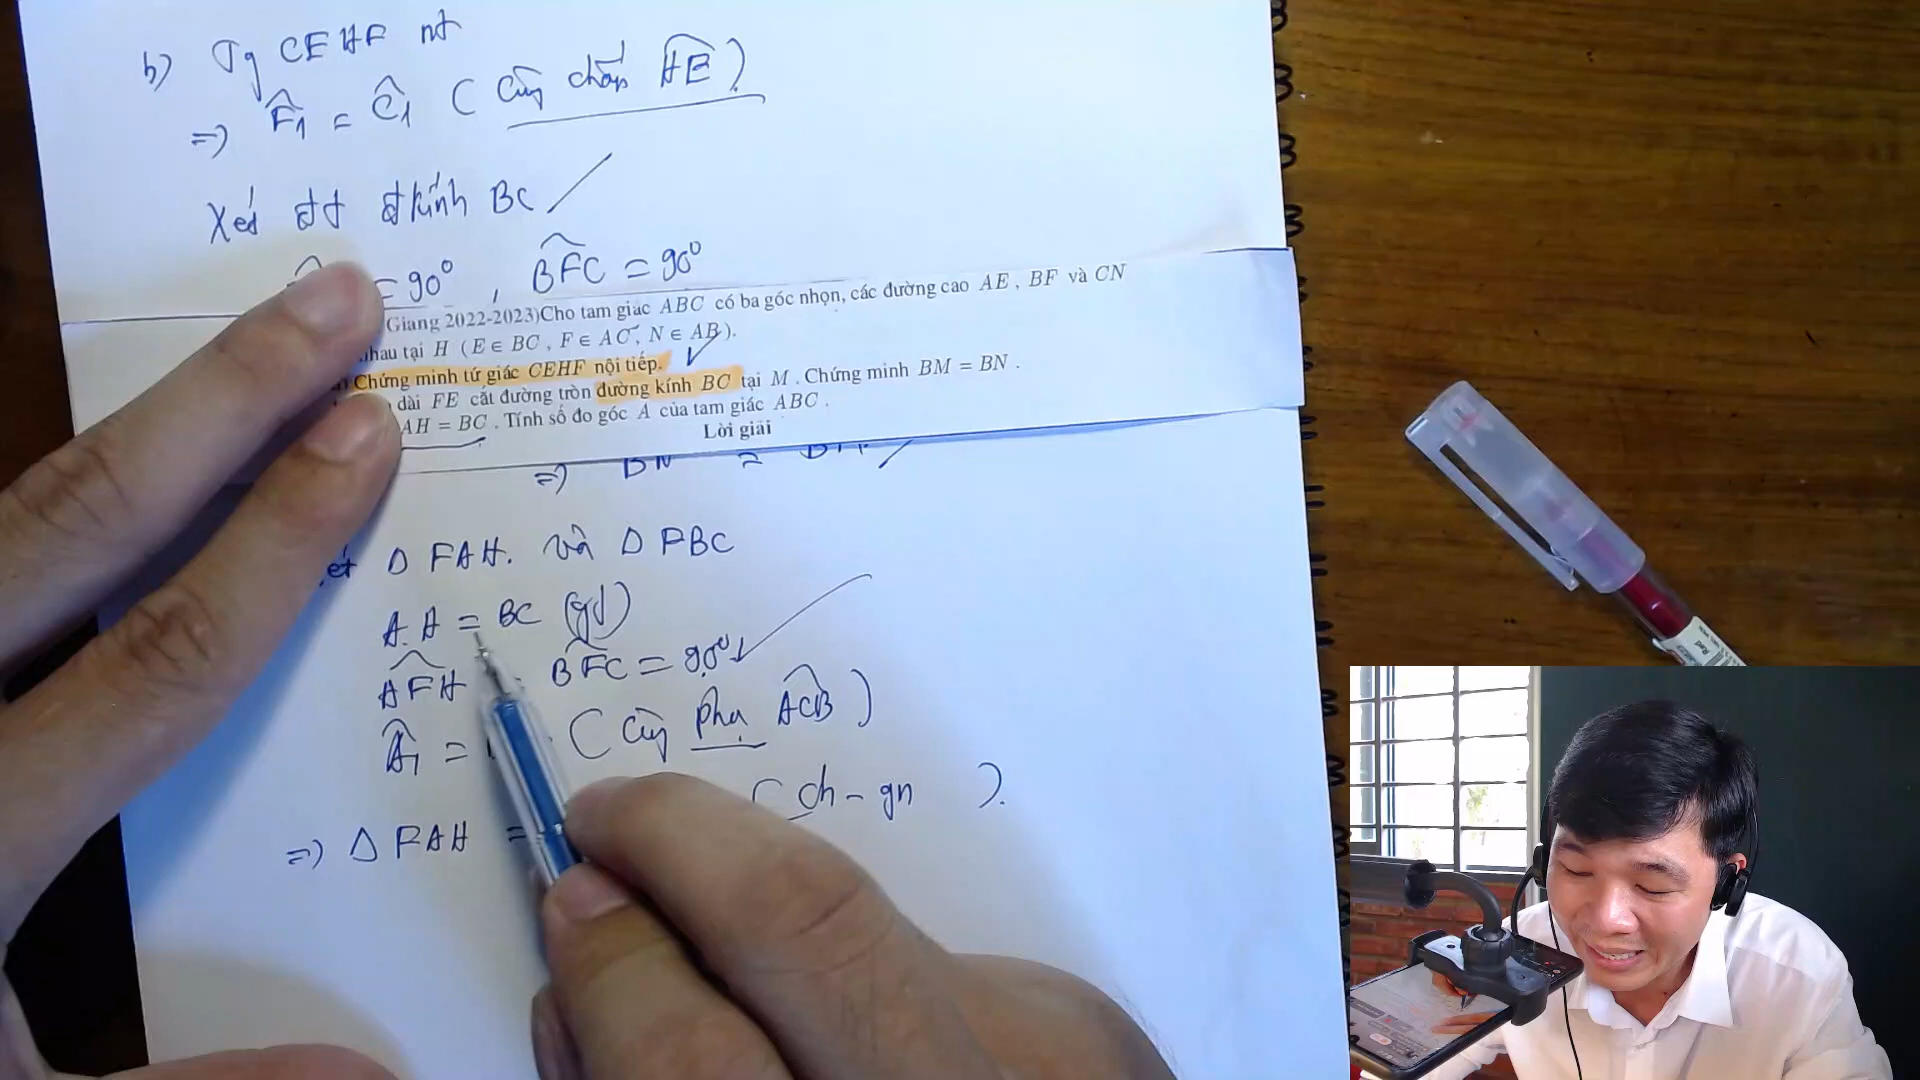 b) Tg CEHF nt
=> F̂₁ = Ĉ₁ ( Cùng chắn HE )
Xét đt đkính BC
= 90⁰ , BFC = 90⁰
Giang 2022-2023)Cho tam giác ABC có ba góc nhọn, các đường cao AE , BF và CN
nhau tại H ( E ∈ BC , F ∈ AC , N ∈ AB ).
Chứng minh tứ giác CEHF nội tiếp.
dài FE cắt đường tròn đường kính BC tại M . Chứng minh BM = BN .
AH = BC . Tính số đo góc A của tam giác ABC .
Lời giải
=> BN = BM
Δ FAH. và Δ FBC
AH = BC (gt)
AFH BFC = 90⁰
Â₁ = ( Cùng phụ ACB )
=> Δ FAH = ( ch - gn ).